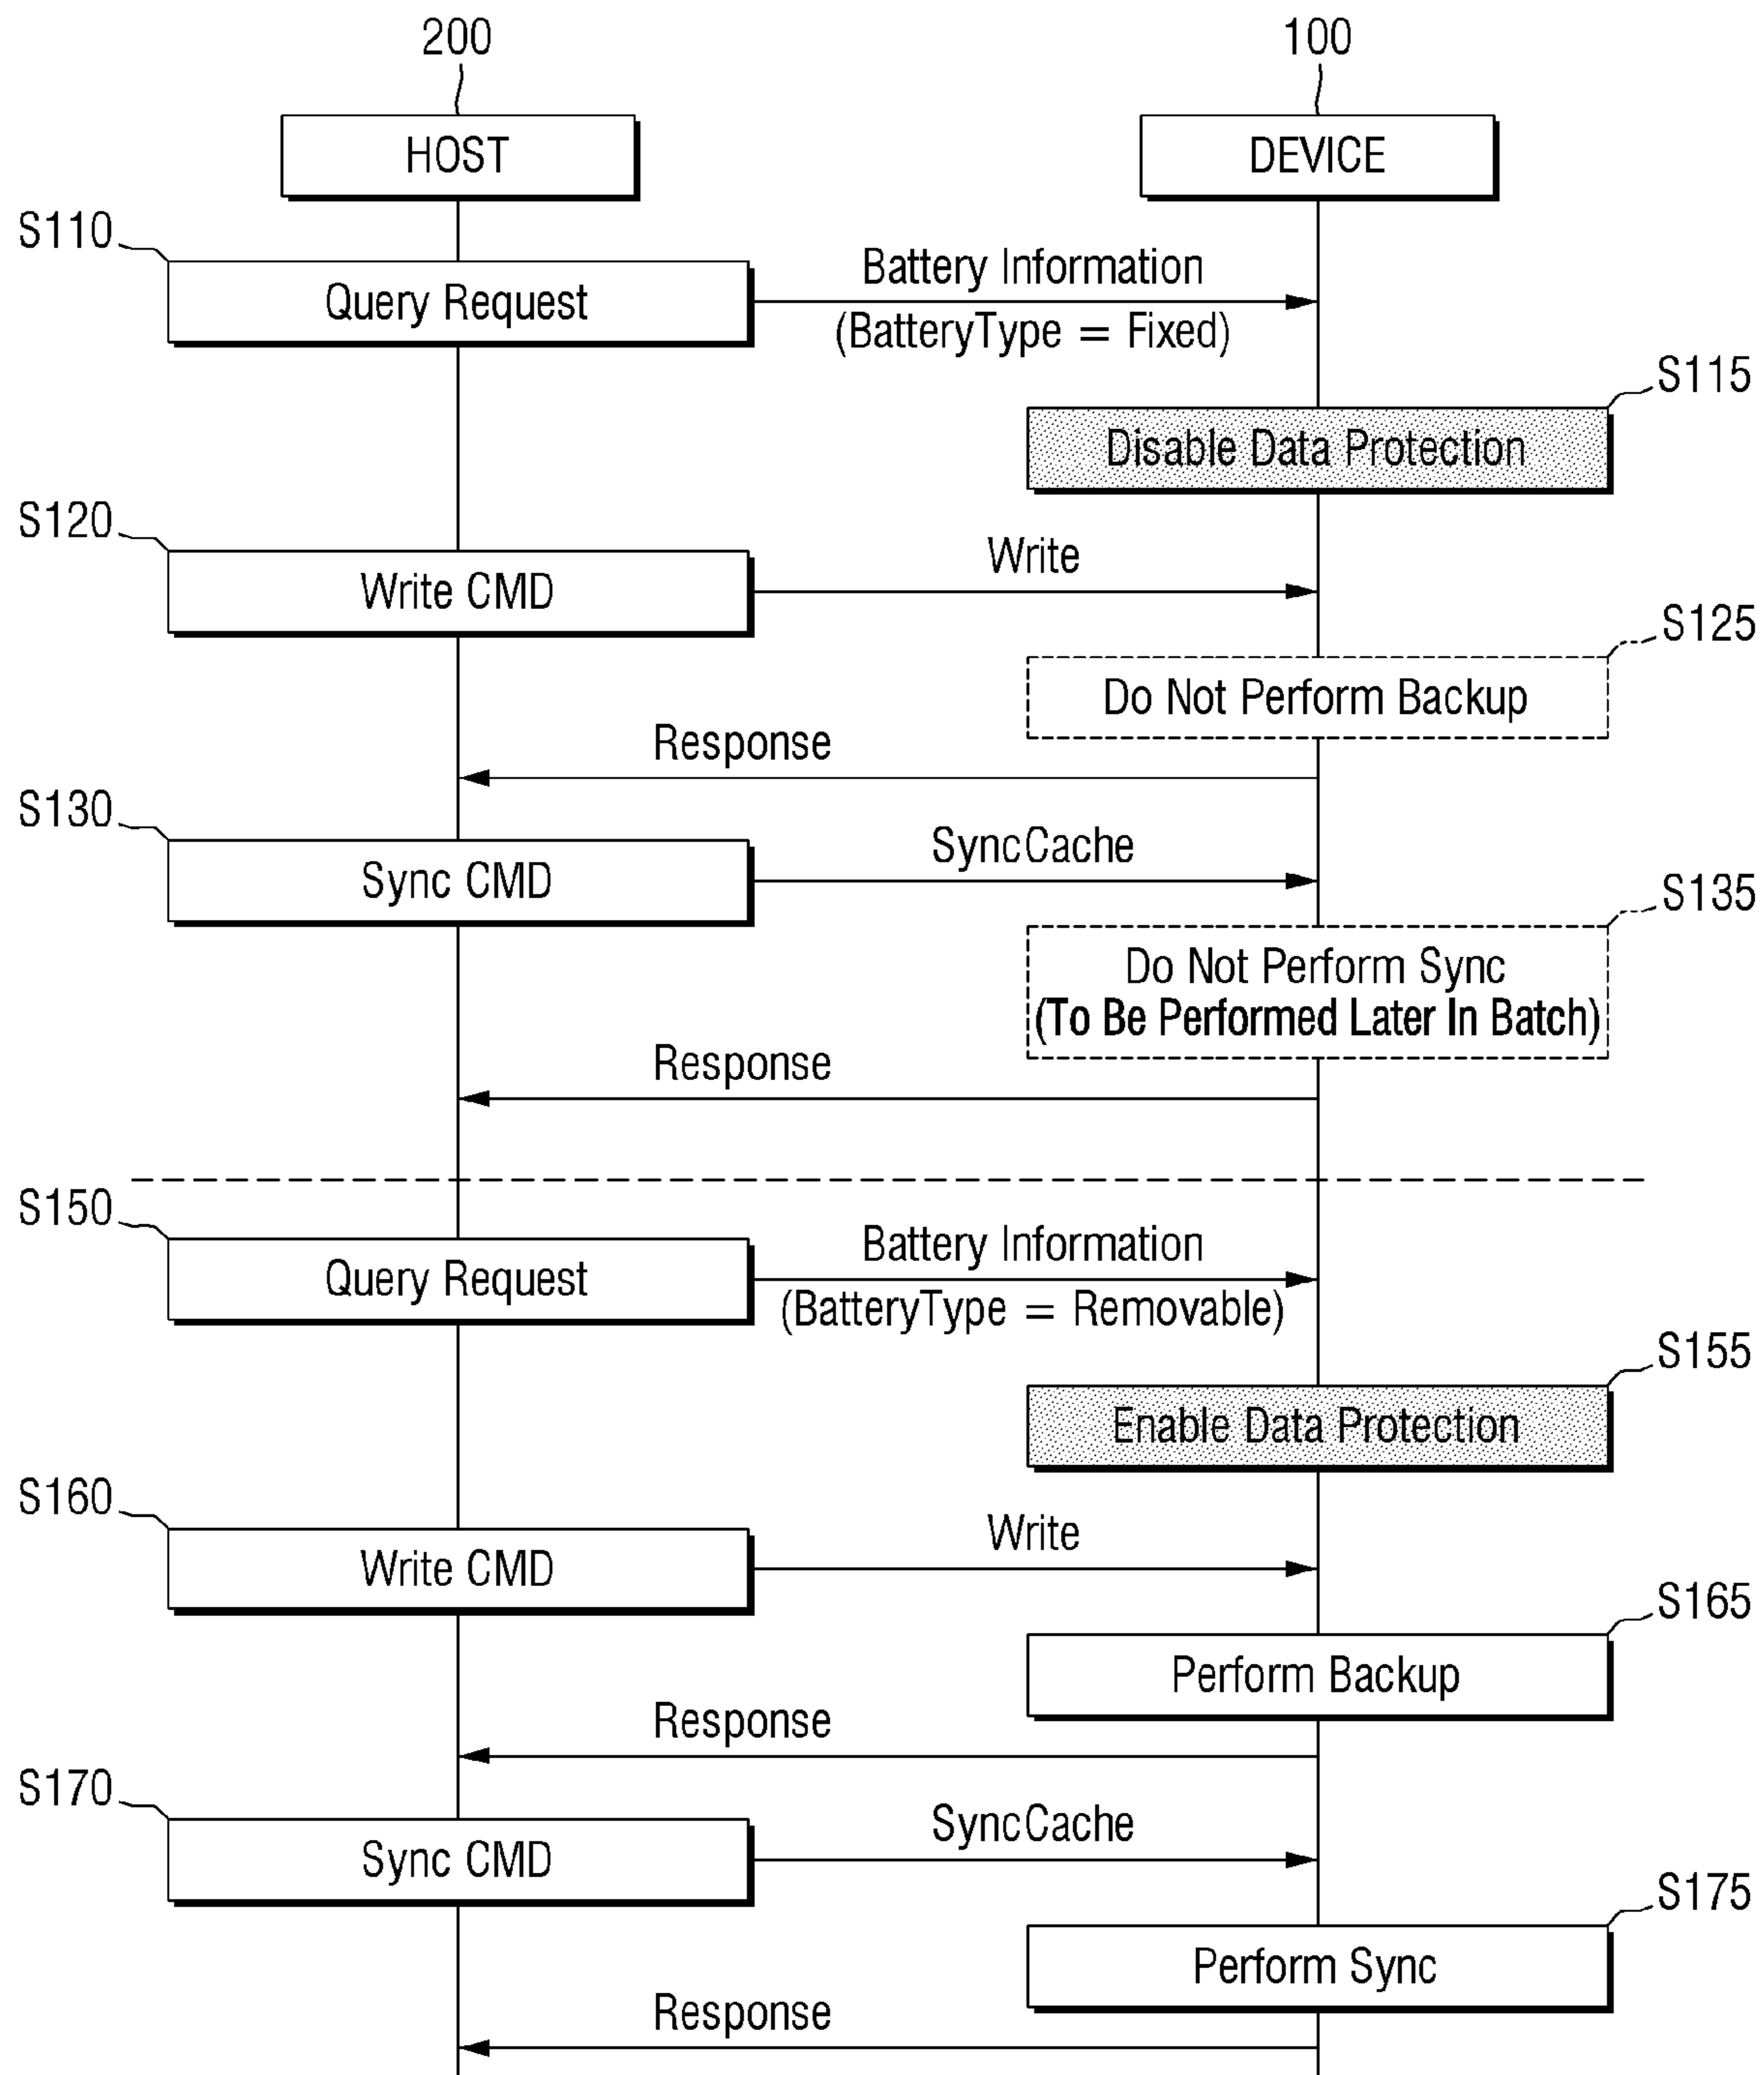 200
100
HOST
DEVICE
S110
Query Request
Battery Information
(BatteryType = Fixed)
S115
Disable Data Protection
S120
Write CMD
Write
S125
Do Not Perform Backup
Response
S130
Sync CMD
SyncCache
S135
Do Not Perform Sync
(To Be Performed Later In Batch)
Response
S150
Query Request
Battery Information
(BatteryType = Removable)
S155
Enable Data Protection
S160
Write CMD
Write
S165
Perform Backup
Response
S170
Sync CMD
SyncCache
S175
Perform Sync
Response